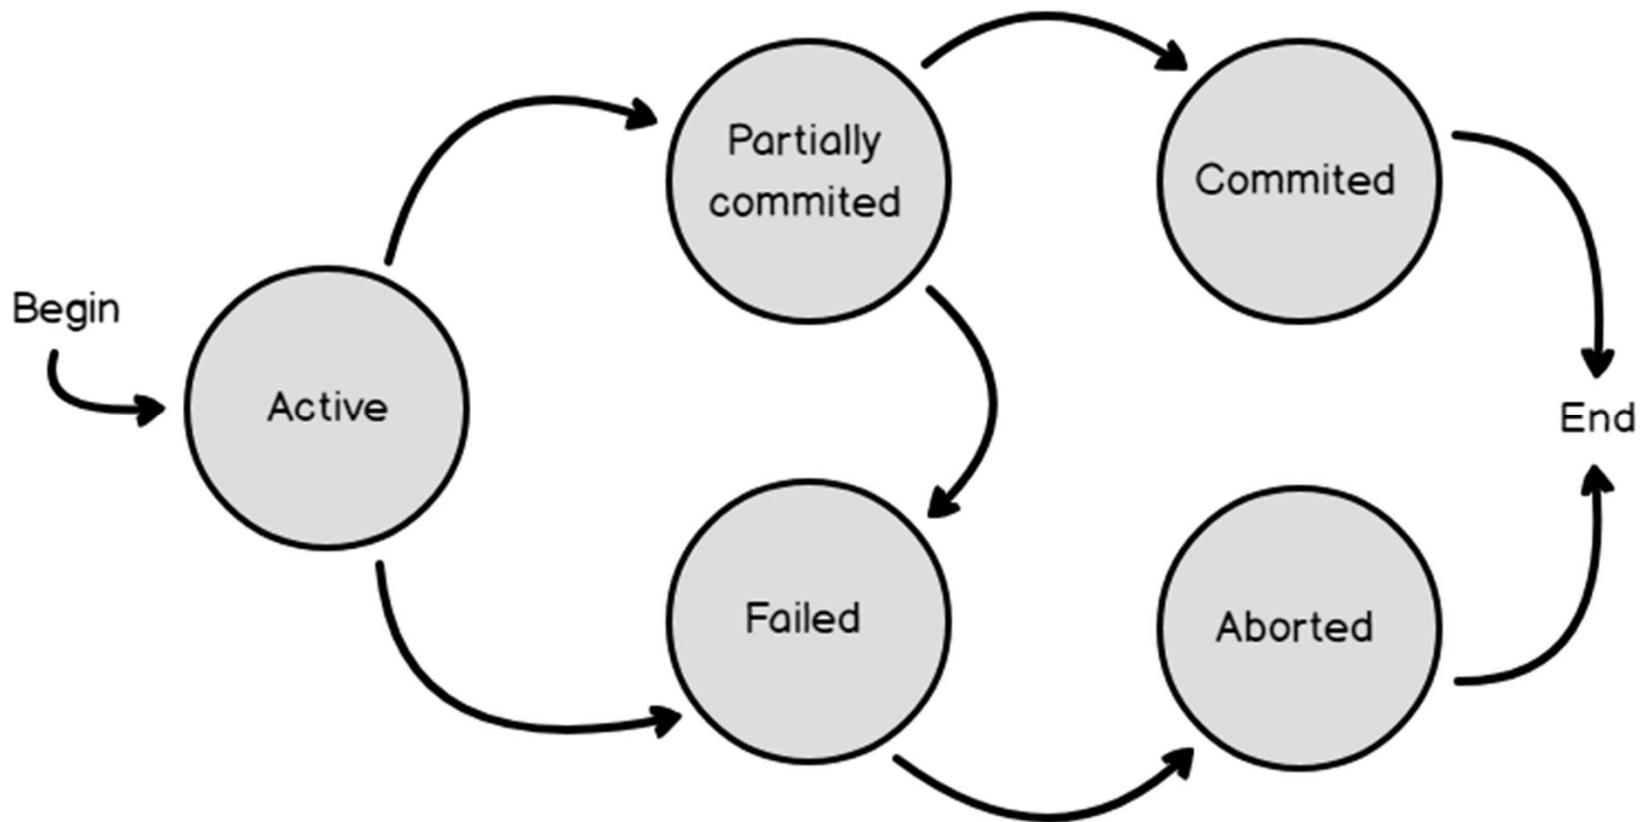 Partially
commited
Commited
Begin
Active
End
Failed
Aborted